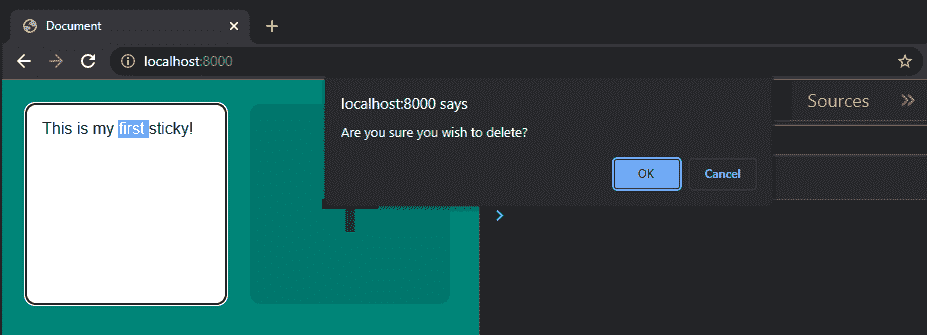 Document
localhost:8000
This is my first sticky!
localhost:8000 says
Are you sure you wish to delete?
OK
Cancel
Sources